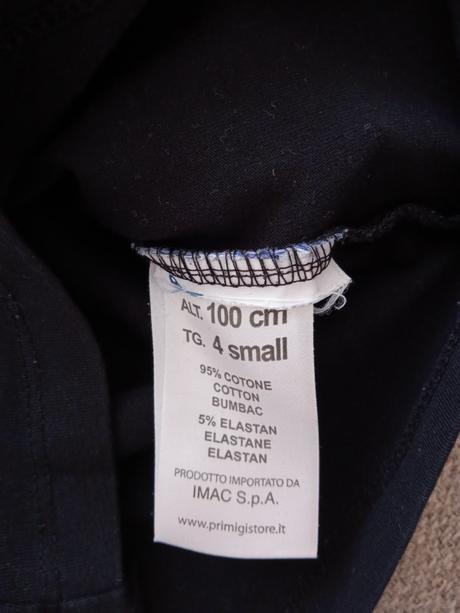 ALT. 100 cm
TG. 4 small
95% COTONE
COTTON
BUMBAC
5% ELASTAN
ELASTANE
ELASTAN
PRODOTTO IMPORTATO DA
IMAC S.p.A.
www.primigistore.it